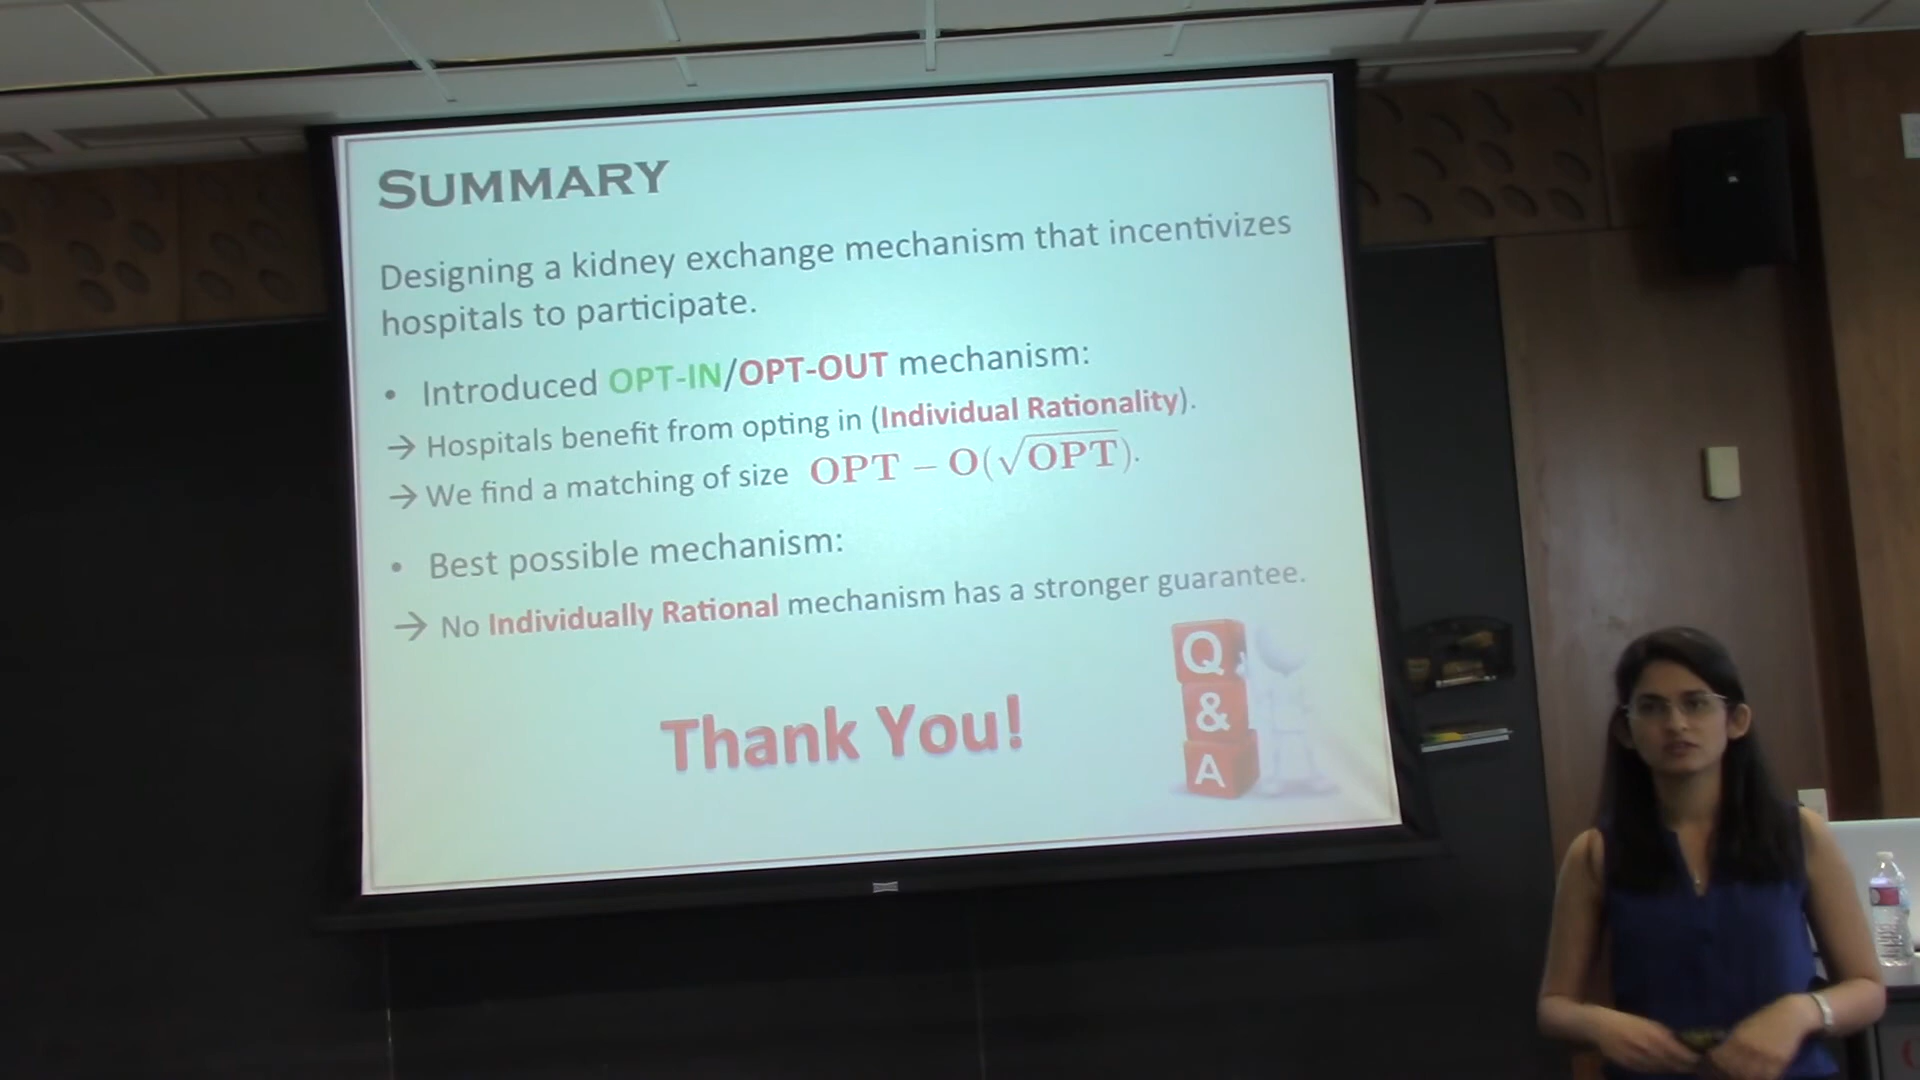 SUMMARY
Designing a kidney exchange mechanism that incentivizes
hospitals to participate.
• Introduced OPT-IN/OPT-OUT mechanism:
→ Hospitals benefit from opting in (Individual Rationality).
→ We find a matching of size OPT – O(√OPT).
• Best possible mechanism:
→ No Individually Rational mechanism has a stronger guarantee.
Thank You!
Q
&
A